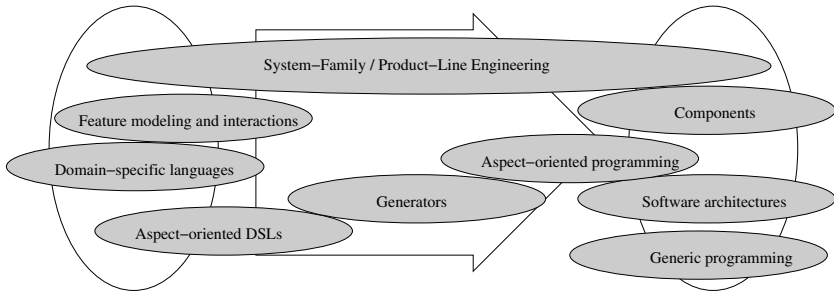 System−Family / Product−Line Engineering
Feature modeling and interactions
Components
Domain−specific languages
Aspect−oriented programming
Generators
Software architectures
Aspect−oriented DSLs
Generic programming